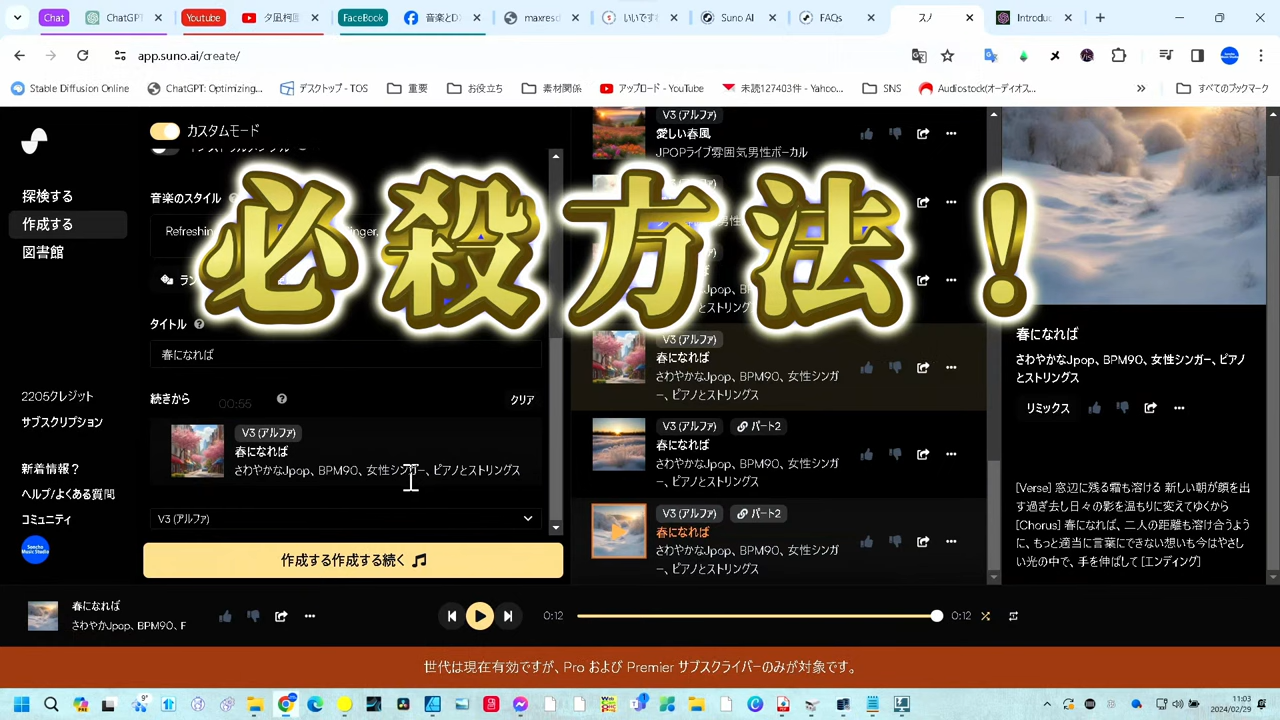 Chat
ChatGPT
Youtube
夕凪柯
FaceBook
音楽とD
maxres
いいです
Suno AI
FAQs
スノ
Introduc
app.suno.ai/create/
Stable Diffusion Online
ChatGPT: Optimizing...
デスクトップ - TOS
重要
お役立ち
素材関係
アップロード - YouTube
未読127403件 - Yahoo...
SNS
Audiostock(オーディオス...
すべてのブックマーク
必殺方法！
カスタムモード
探検する
作成する
図書館
2205クレジット
サブスクリプション
新着情報？
ヘルプ/よくある質問
コミュニティ
Soncho Music Studio
音楽のスタイル
Refreshin
inger,
ラン
タイトル
春になれば
続きから
00:55
クリア
V3 (アルファ)
春になれば
さわやかなJpop、BPM90、女性シンガー、ピアノとストリングス
V3 (アルファ)
作成する作成する続く
V3 (アルファ)
愛しい春風
JPOPライブ雰囲気男性ボーカル
V3 (アルファ)
春になれば
さわやかなJpop、BPM90、女性シンガ
ー、ピアノとストリングス
V3 (アルファ)
パート2
春になれば
さわやかなJpop、BPM90、女性シンガ
ー、ピアノとストリングス
V3 (アルファ)
パート2
春になれば
さわやかなJpop、BPM90、女性シンガ
ー、ピアノとストリングス
春になれば
さわやかなJpop、BPM90、女性シンガー、ピアノ
とストリングス
リミックス
[Verse] 窓辺に残る霜も溶ける 新しい朝が顔を出
す過ぎ去し日々の影を温もりに変えてゆくから
[Chorus] 春になれば、二人の距離も溶け合うよう
に、もっと適当に言葉にできない想いも今はやさし
い光の中で、手を伸ばして [エンディング]
春になれば
さわやかJpop、BPM90、F
0:12
0:12
世代は現在有効ですが、Pro および Premier サブスクライバーのみが対象です。
9°
11:03
2024/02/29